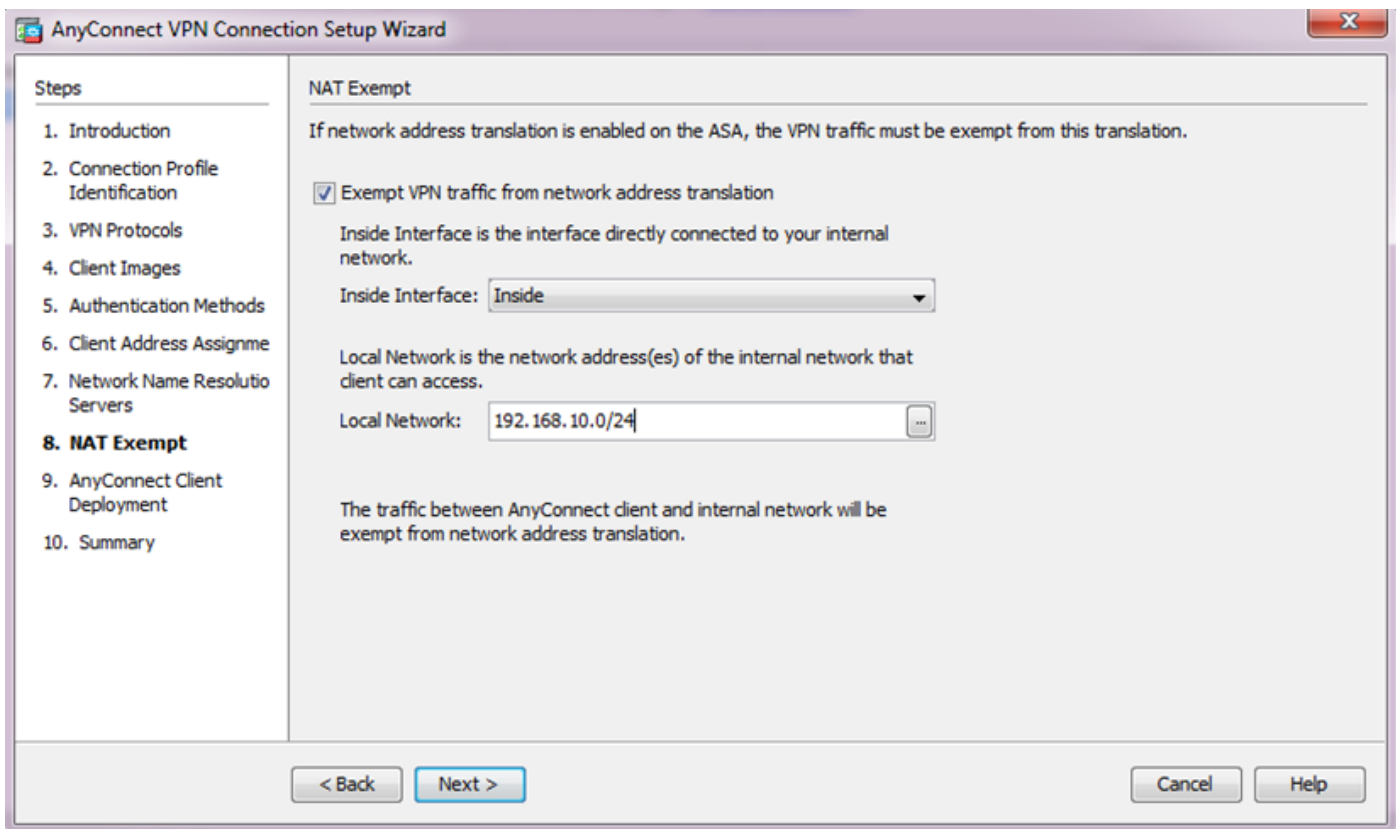 AnyConnect VPN Connection Setup Wizard
Steps
1. Introduction
2. Connection Profile
Identification
3. VPN Protocols
4. Client Images
5. Authentication Methods
6. Client Address Assignme
7. Network Name Resolutio
Servers
8. NAT Exempt
9. AnyConnect Client
Deployment
10. Summary
NAT Exempt
If network address translation is enabled on the ASA, the VPN traffic must be exempt from this translation.
Exempt VPN traffic from network address translation
Inside Interface is the interface directly connected to your internal
network.
Inside Interface: Inside
Local Network is the network address(es) of the internal network that
client can access.
Local Network: 192.168.10.0/24
...
The traffic between AnyConnect client and internal network will be
exempt from network address translation.
< Back Next > Cancel Help